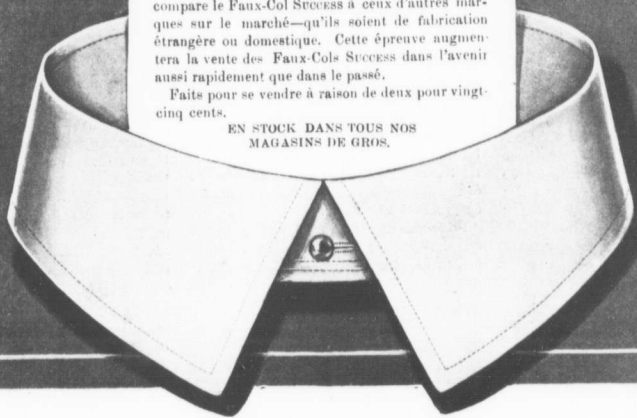 compare le Faux-Col SUCCESS à ceux d'autres mar-
ques sur le marché—qu'ils soient de fabrication
étrangère ou domestique. Cette épreuve augmen-
tera la vente des Faux-Cols SUCCESS dans l'avenir
aussi rapidement que dans le passé.
Faits pour se vendre à raison de deux pour vingt-
cinq cents.
EN STOCK DANS TOUS NOS
MAGASINS DE GROS.